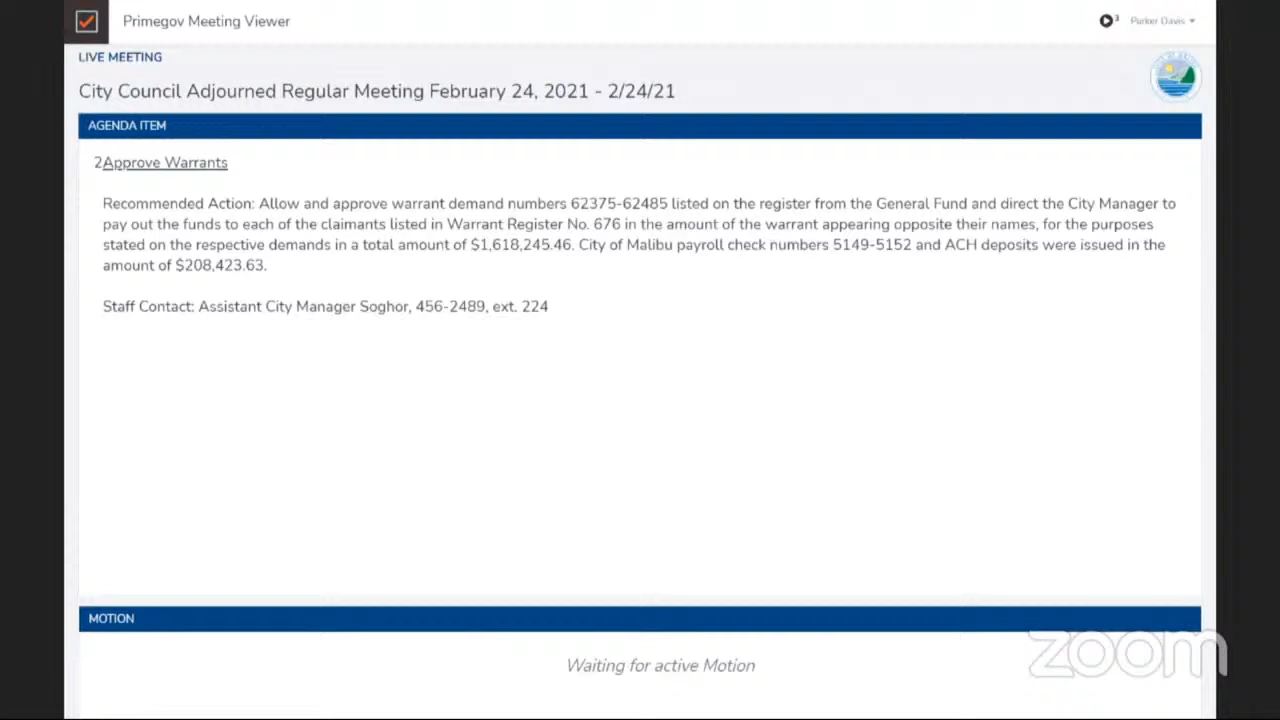 Primegov Meeting Viewer
3 Parker Davis
LIVE MEETING
City Council Adjourned Regular Meeting February 24, 2021 - 2/24/21
AGENDA ITEM
2Approve Warrants
Recommended Action: Allow and approve warrant demand numbers 62375-62485 listed on the register from the General Fund and direct the City Manager to
pay out the funds to each of the claimants listed in Warrant Register No. 676 in the amount of the warrant appearing opposite their names, for the purposes
stated on the respective demands in a total amount of $1,618,245.46. City of Malibu payroll check numbers 5149-5152 and ACH deposits were issued in the
amount of $208,423.63.
Staff Contact: Assistant City Manager Soghor, 456-2489, ext. 224
MOTION
Waiting for active Motion
zoom